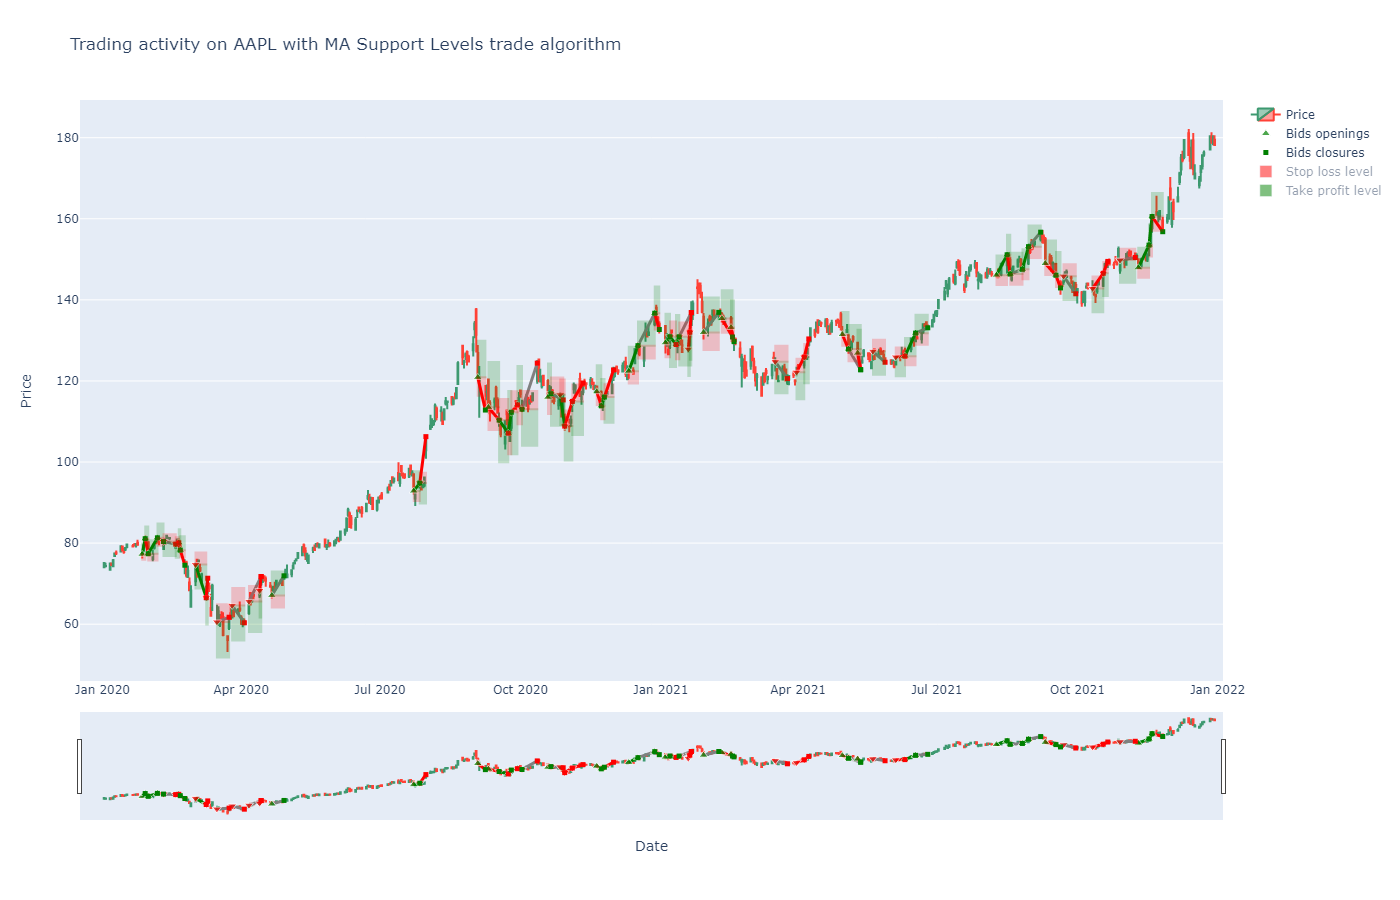 Trading activity on AAPL with MA Support Levels trade algorithm
Price
Bids openings
Bids closures
Stop loss level
Take profit level
180
160
140
120
100
80
60
Price
Jan 2020
Apr 2020
Jul 2020
Oct 2020
Jan 2021
Apr 2021
Jul 2021
Oct 2021
Jan 2022
Date